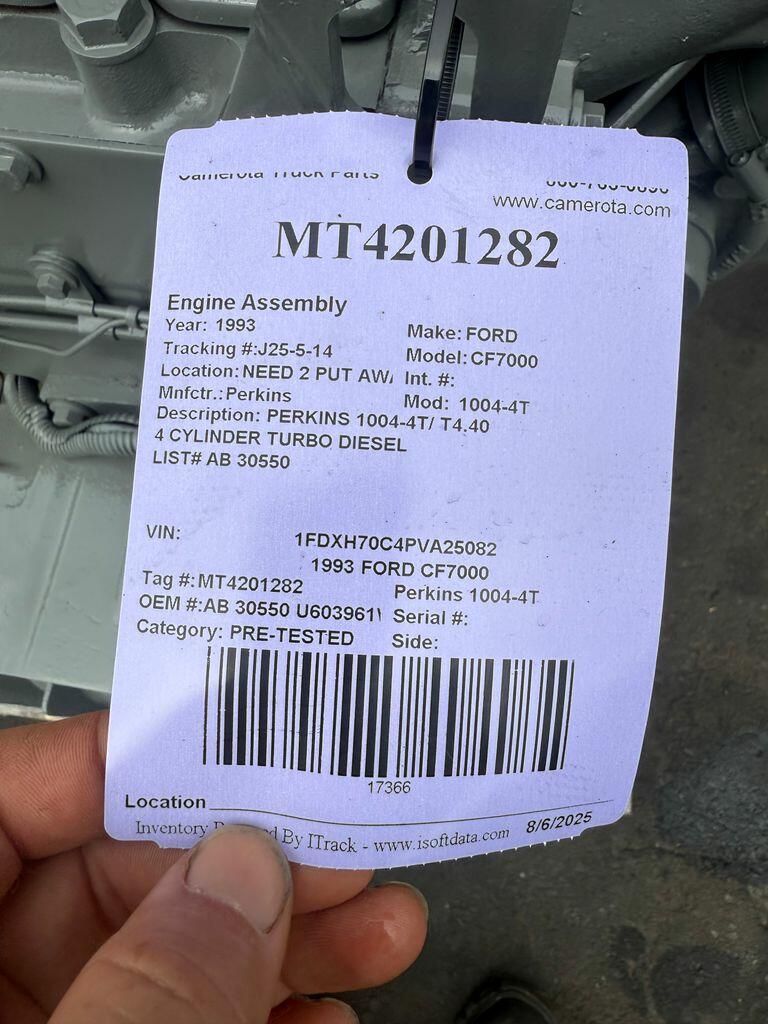 Camerota Truck Parts
www.camerota.com
MT4201282
Engine Assembly
Year: 1993 Make: FORD
Tracking #:J25-5-14 Model: CF7000
Location: NEED 2 PUT AW Int. #:
Mnfctr.: Perkins Mod: 1004-4T
Description: PERKINS 1004-4T/ T4.40
4 CYLINDER TURBO DIESEL
LIST# AB 30550
VIN: 1FDXH70C4PVA25082
1993 FORD CF7000
Tag #:MT4201282 Perkins 1004-4T
OEM #:AB 30550 U603961 Serial #:
Category: PRE-TESTED Side:
17366
Location
Inventory By ITrack - www.isoftdata.com 8/6/2025